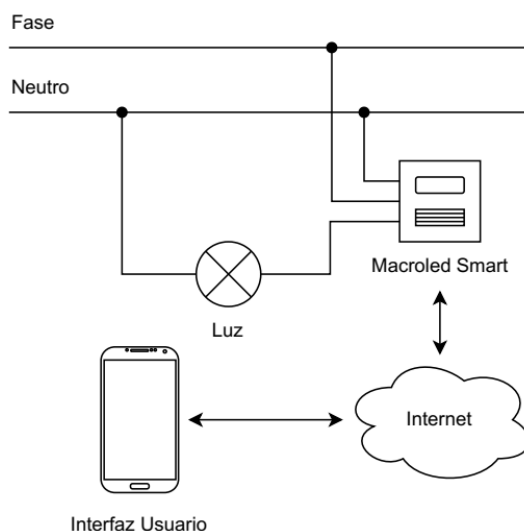 Fase
Neutro
Macroled Smart
Luz
Internet
Interfaz Usuario